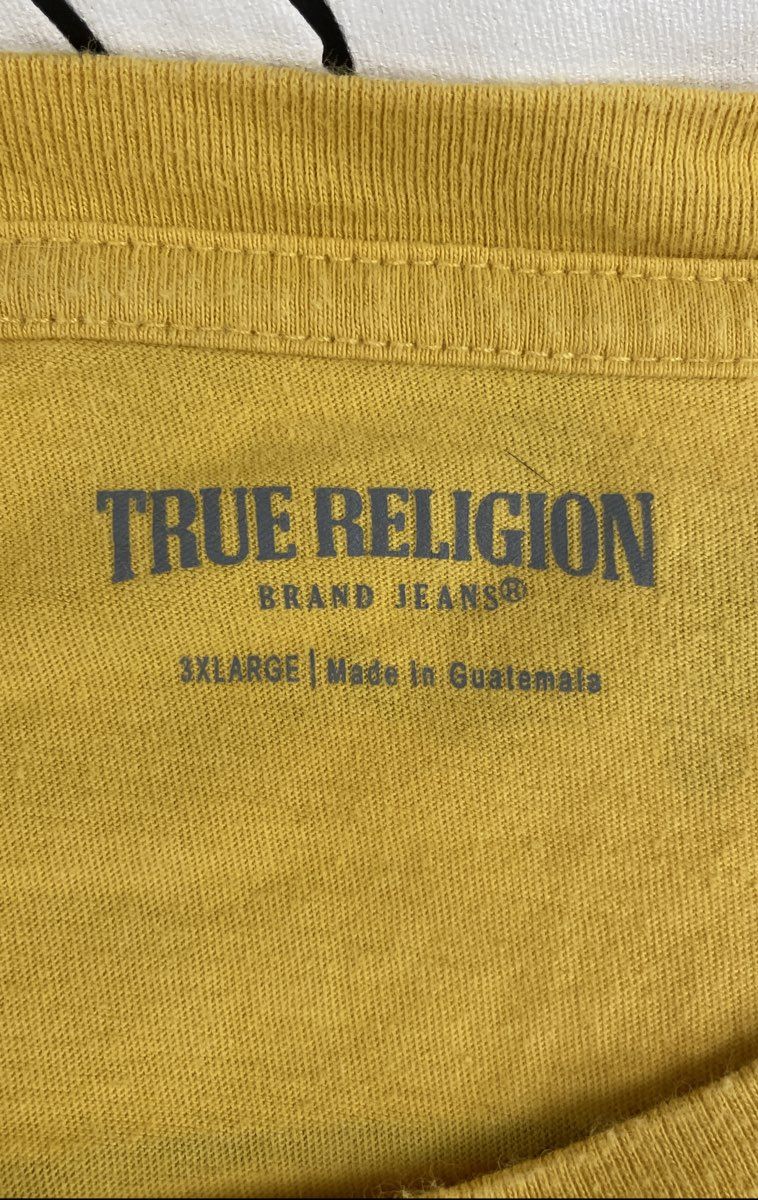 TRUE RELIGION
BRAND JEANS®
3XLARGE | Made in Guatemala